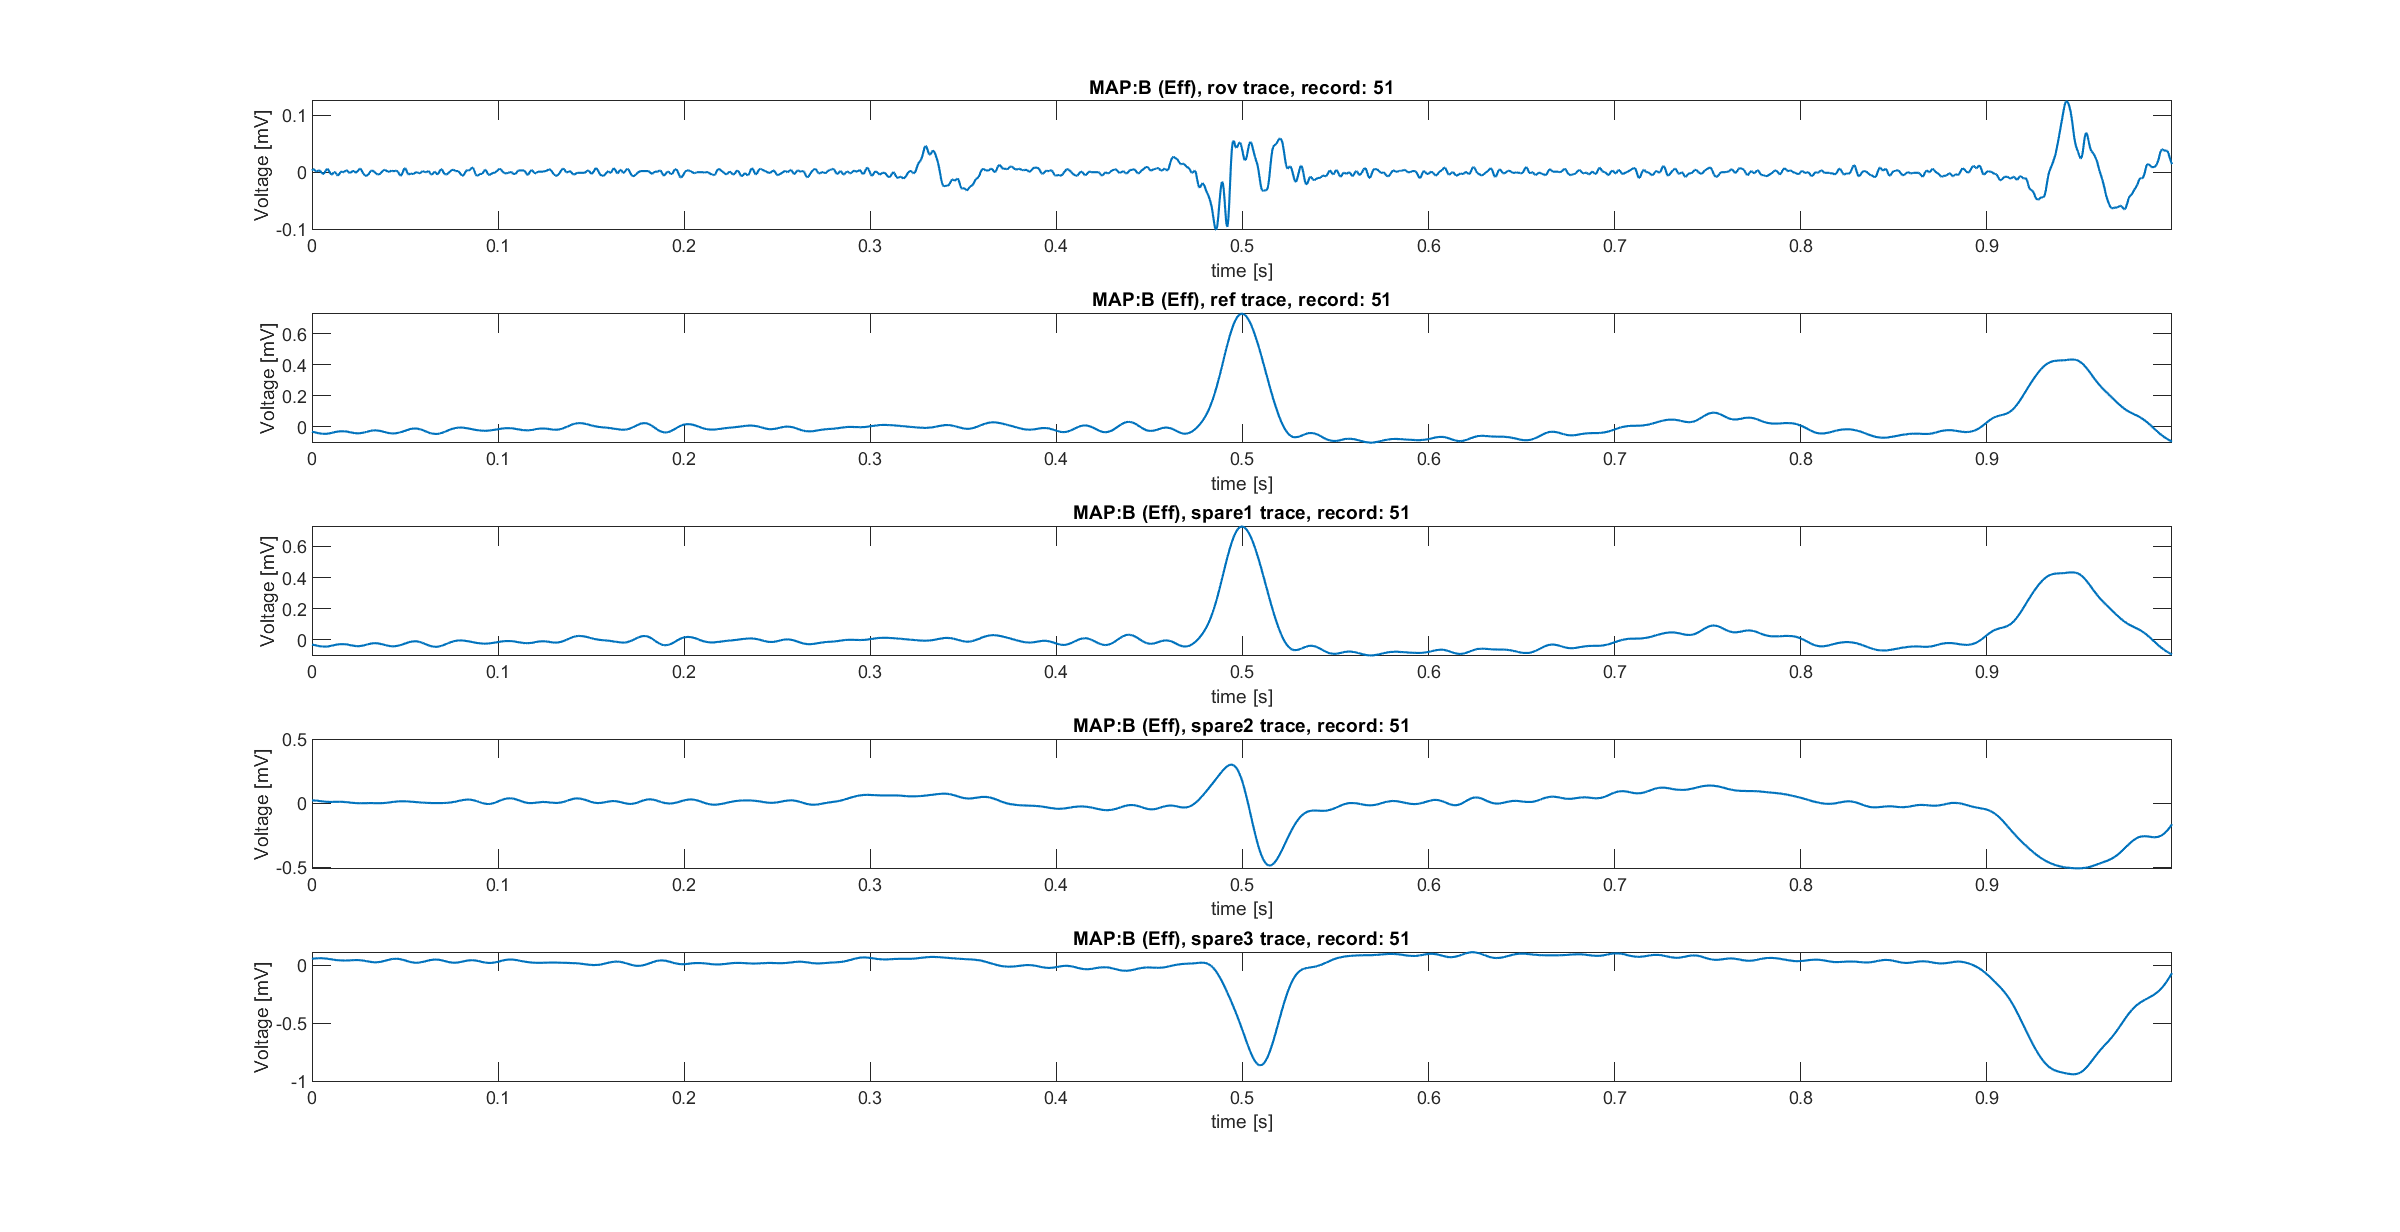 MAP:B (Eff), rov trace, record: 51
Voltage [mV]
0.1
0
-0.1
0 0.1 0.2 0.3 0.4 0.5 0.6 0.7 0.8 0.9
time [s]
MAP:B (Eff), ref trace, record: 51
Voltage [mV]
0.6
0.4
0.2
0
0 0.1 0.2 0.3 0.4 0.5 0.6 0.7 0.8 0.9
time [s]
MAP:B (Eff), spare1 trace, record: 51
Voltage [mV]
0.6
0.4
0.2
0
0 0.1 0.2 0.3 0.4 0.5 0.6 0.7 0.8 0.9
time [s]
MAP:B (Eff), spare2 trace, record: 51
Voltage [mV]
0.5
0
-0.5
0 0.1 0.2 0.3 0.4 0.5 0.6 0.7 0.8 0.9
time [s]
MAP:B (Eff), spare3 trace, record: 51
Voltage [mV]
0
-0.5
-1
0 0.1 0.2 0.3 0.4 0.5 0.6 0.7 0.8 0.9
time [s]